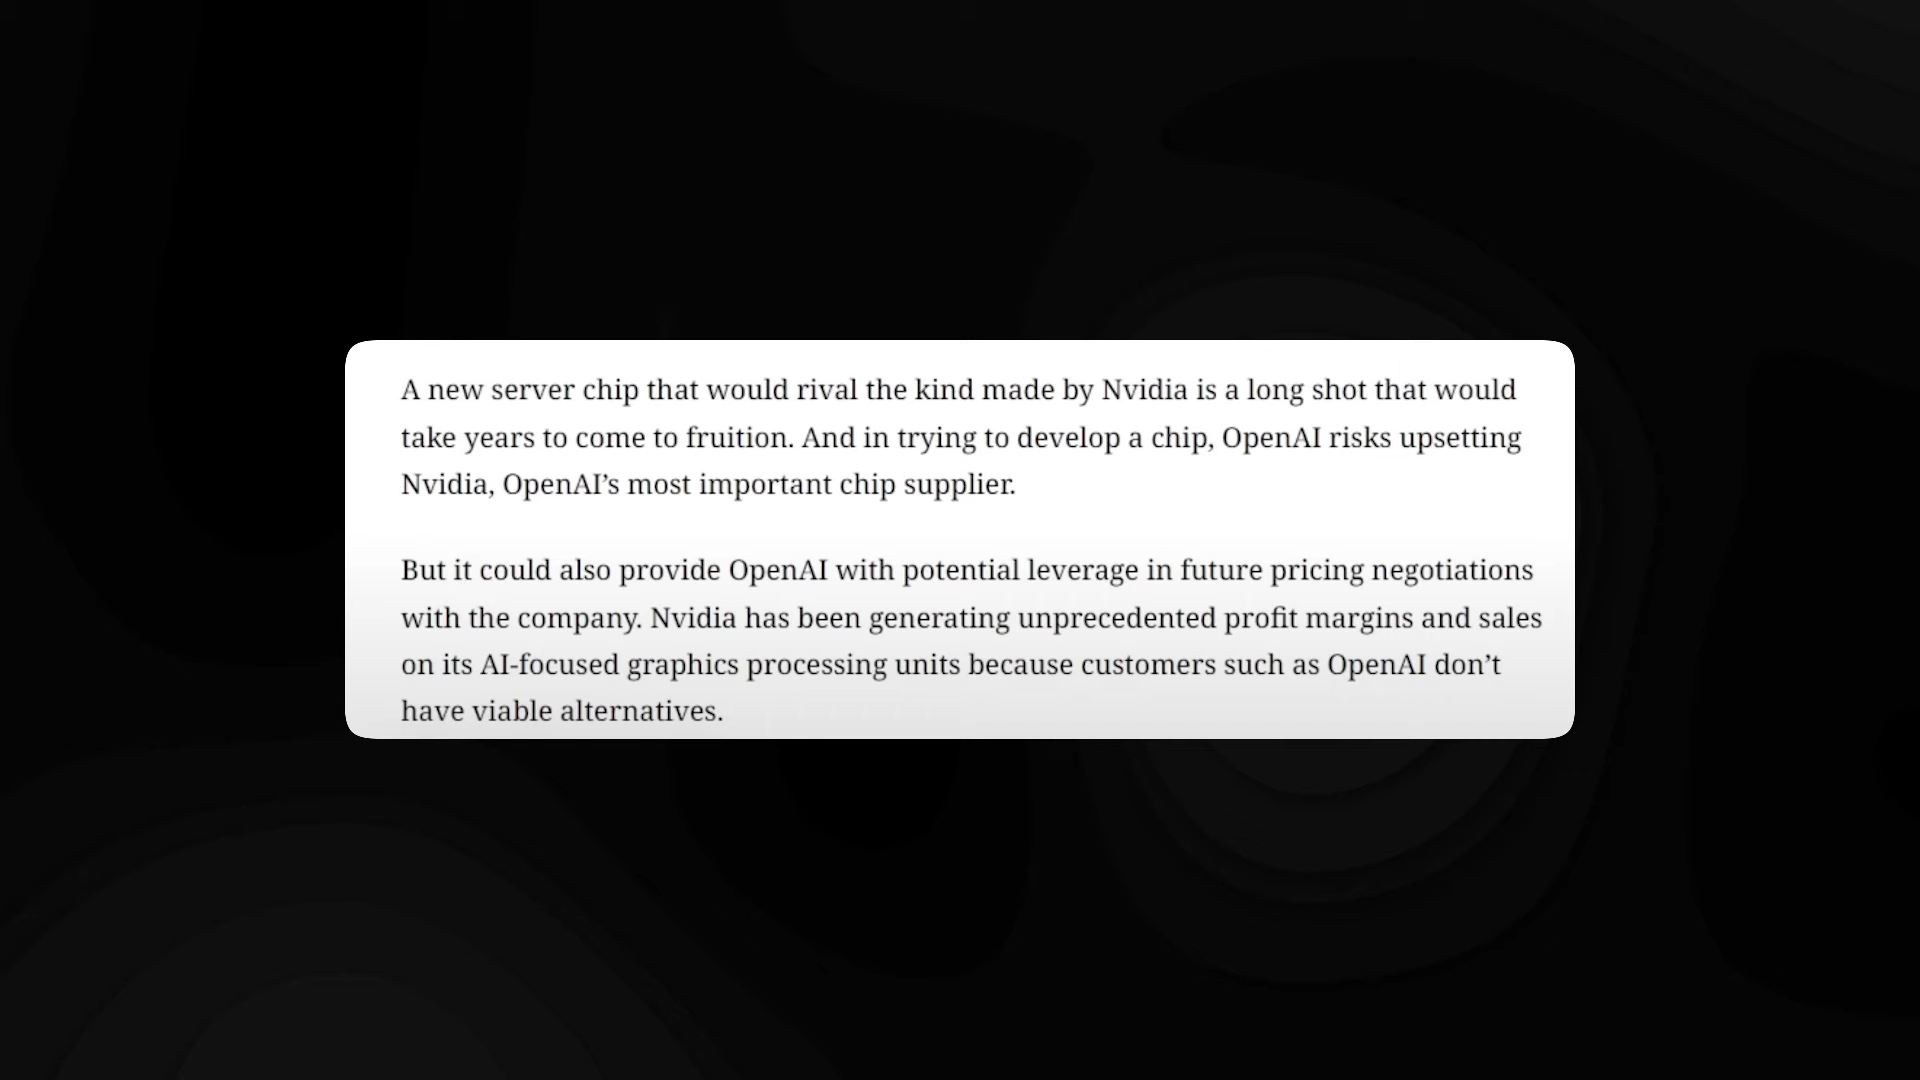 A new server chip that would rival the kind made by Nvidia is a long shot that would
take years to come to fruition. And in trying to develop a chip, OpenAI risks upsetting
Nvidia, OpenAI’s most important chip supplier.
But it could also provide OpenAI with potential leverage in future pricing negotiations
with the company. Nvidia has been generating unprecedented profit margins and sales
on its AI-focused graphics processing units because customers such as OpenAI don’t
have viable alternatives.